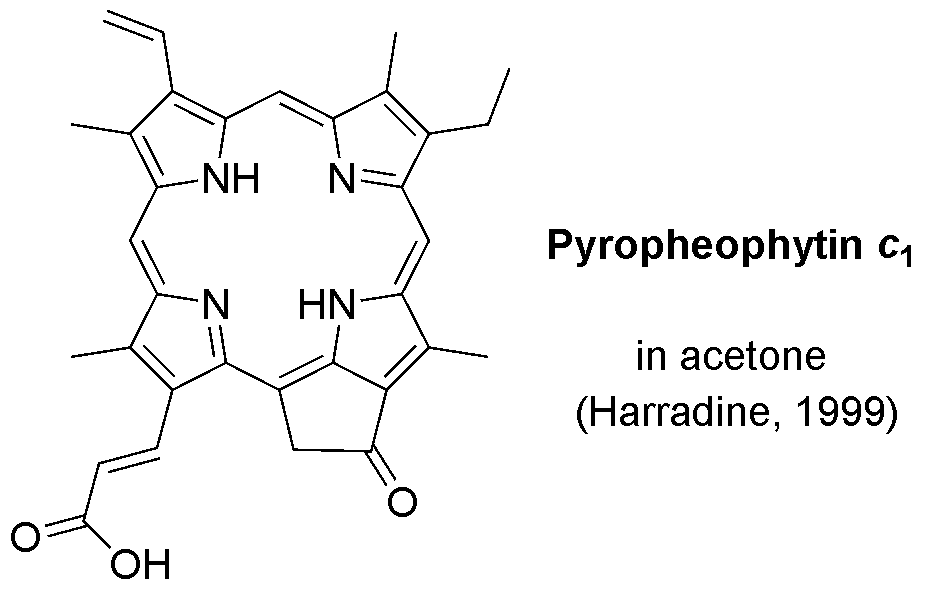 NH
N
N
HN
O
O
OH
Pyropheophytin c1
in acetone
(Harradine, 1999)